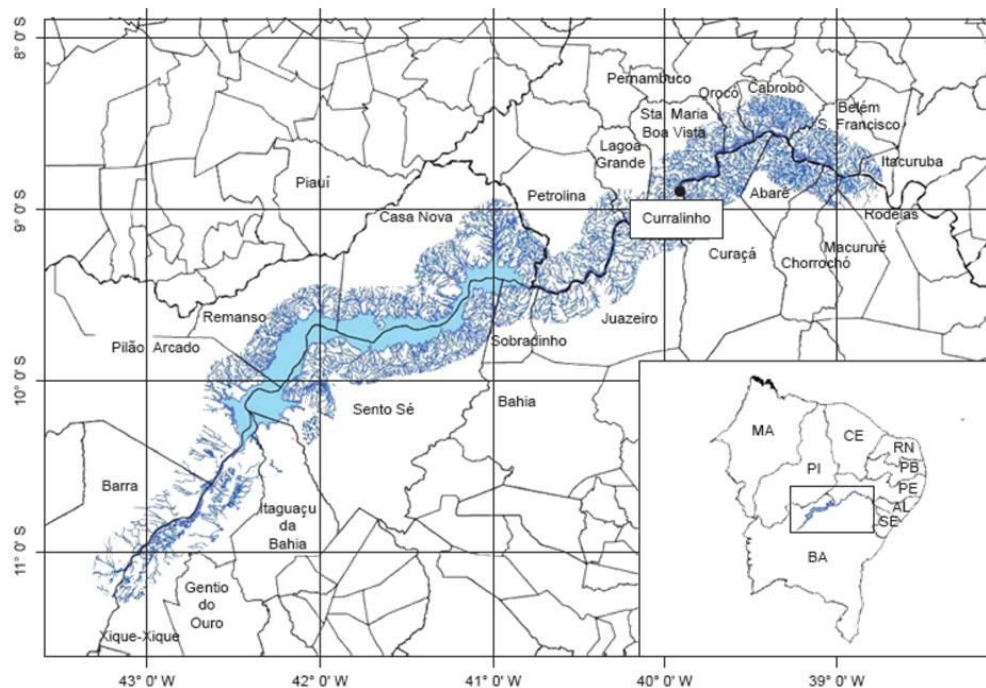 8° 0' S
Pernambuco
Cabrobó
Orocó
Belém
S. Francisco
Sta. Maria
Boa Vista
Lagoa
Grande
Itacuruba
Piauí
Petrolina
Abaré
9° 0' S
Casa Nova
Curralinho
Rodelas
Macururé
Curaçá
Chorrochó
Remanso
Juazeiro
Pilão Arcado
Sobradinho
10° 0' S
Sento Sé
Bahia
MA
CE
RN
PI
PB
PE
AL
SE
BA
Barra
Itaguaçu
da
Bahia
11° 0' S
Gentio
do
Ouro
Xique-Xique
43° 0' W
42° 0' W
41° 0' W
40° 0' W
39° 0' W